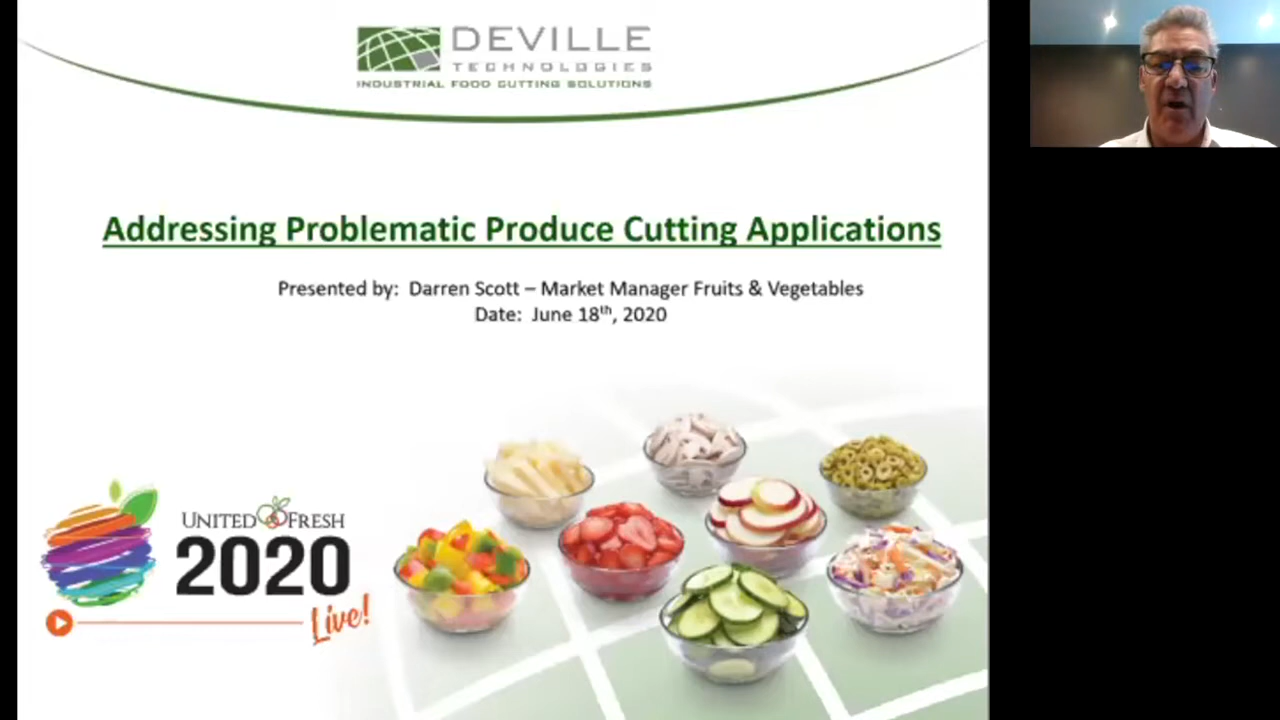 DEVILLE
TECHNOLOGIES
INDUSTRIAL FOOD CUTTING SOLUTIONS
Addressing Problematic Produce Cutting Applications
Presented by: Darren Scott – Market Manager Fruits & Vegetables
Date: June 18th, 2020
UNITED FRESH
2020
Live!